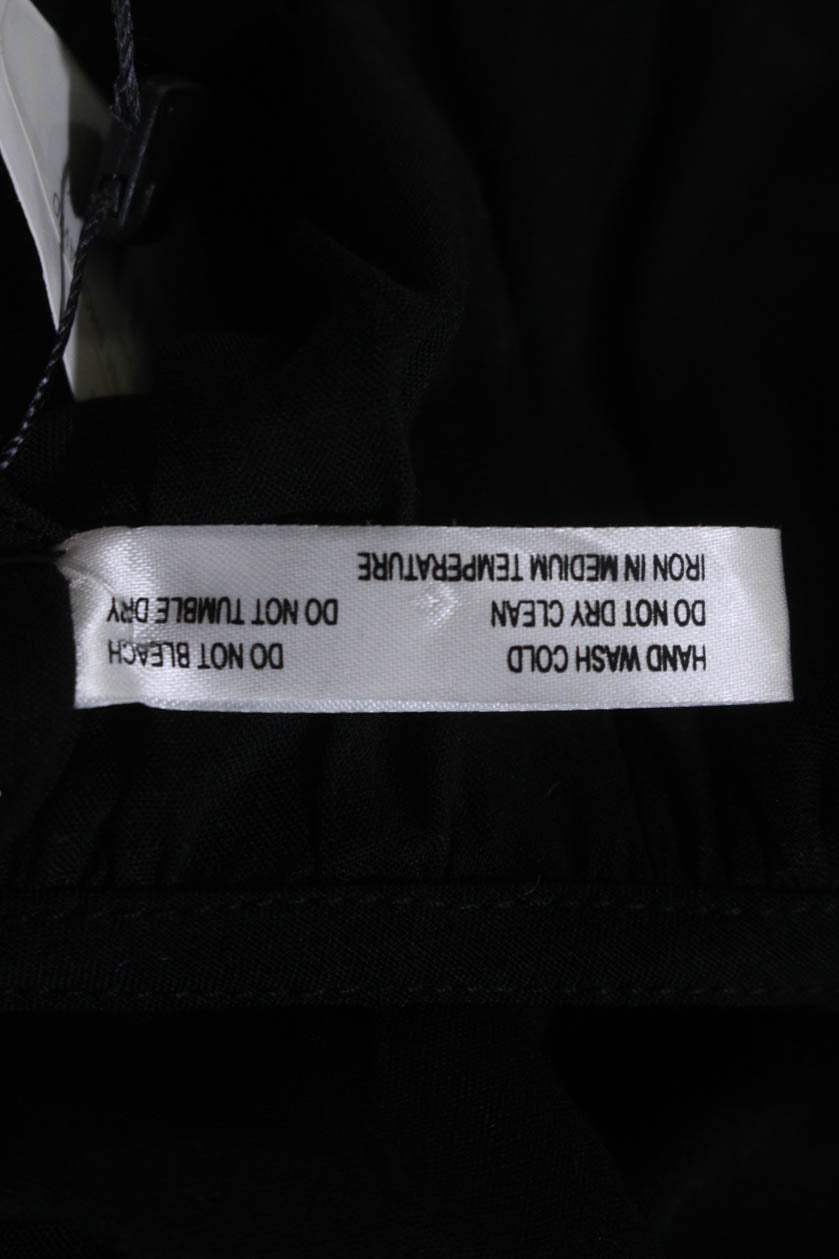 HAND WASH COLD DO NOT BLEACH
DO NOT DRY CLEAN DO NOT TUMBLE DRY
IRON IN MEDIUM TEMPERATURE